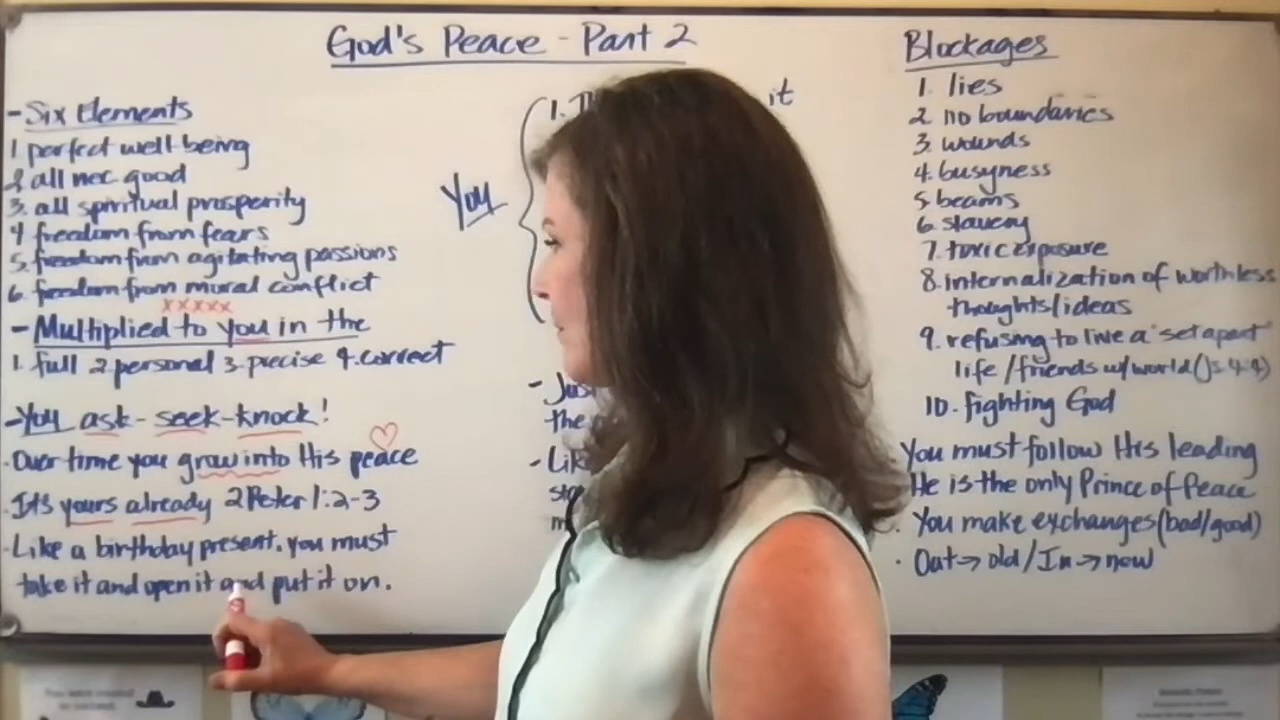 God's Peace - Part 2
- Six Elements
1. perfect well-being
2. all nec. good
3. all spiritual prosperity
4. freedom from fears
5. freedom from agitating passions
6. freedom from moral conflict
xxxxx
- Multiplied to you in the
1. full 2. personal 3. precise 4. correct
- You ask - seek - knock!
· Over time you grow into His peace
· It's yours already 2 Peter 1:2-3
· Like a birthday present, you must
take it and open it and put it on.
You
1.
it
the
Blockages
1. lies
2. no boundaries
3. wounds
4. busyness
5. beams
6. slavery
7. toxic exposure
8. internalization of worthless
thoughts/ideas
9. refusing to live a "set apart"
life / friends w/ world (Js 4:4)
10. fighting God
You must follow His leading
He is the only Prince of Peace
· You make exchanges (bad/good)
· Out → old / In → new